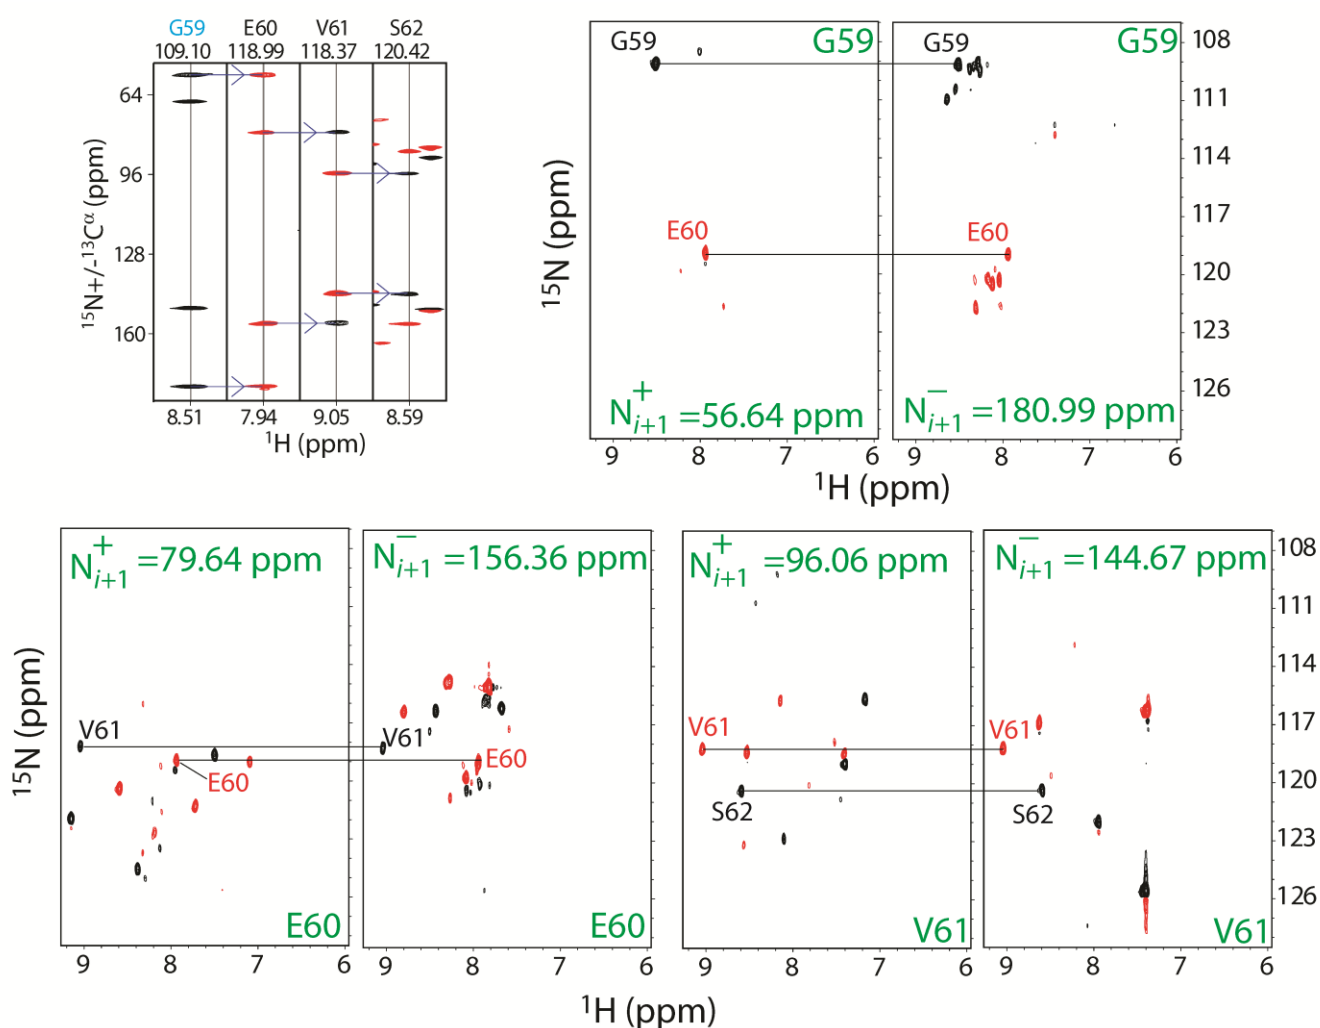 G59 E60 V61 S62
109.10 118.99 118.37 120.42
64
96
128
160
15N+/-13Cα (ppm)
8.51 7.94 9.05 8.59
1H (ppm)
G59 G59 G59 G59
E60 E60
N+i+1 =56.64 ppm N−i+1 =180.99 ppm
15N (ppm)
108
111
114
117
120
123
126
9 8 7 6 9 8 7 6
1H (ppm)
N+i+1 =79.64 ppm N−i+1 =156.36 ppm N+i+1 =96.06 ppm N−i+1 =144.67 ppm
V61 V61 V61 V61
E60 E60
S62 S62
E60 E60 V61 V61
15N (ppm)
108
111
114
117
120
123
126
9 8 7 6 9 8 7 6 9 8 7 6 9 8 7 6
1H (ppm)